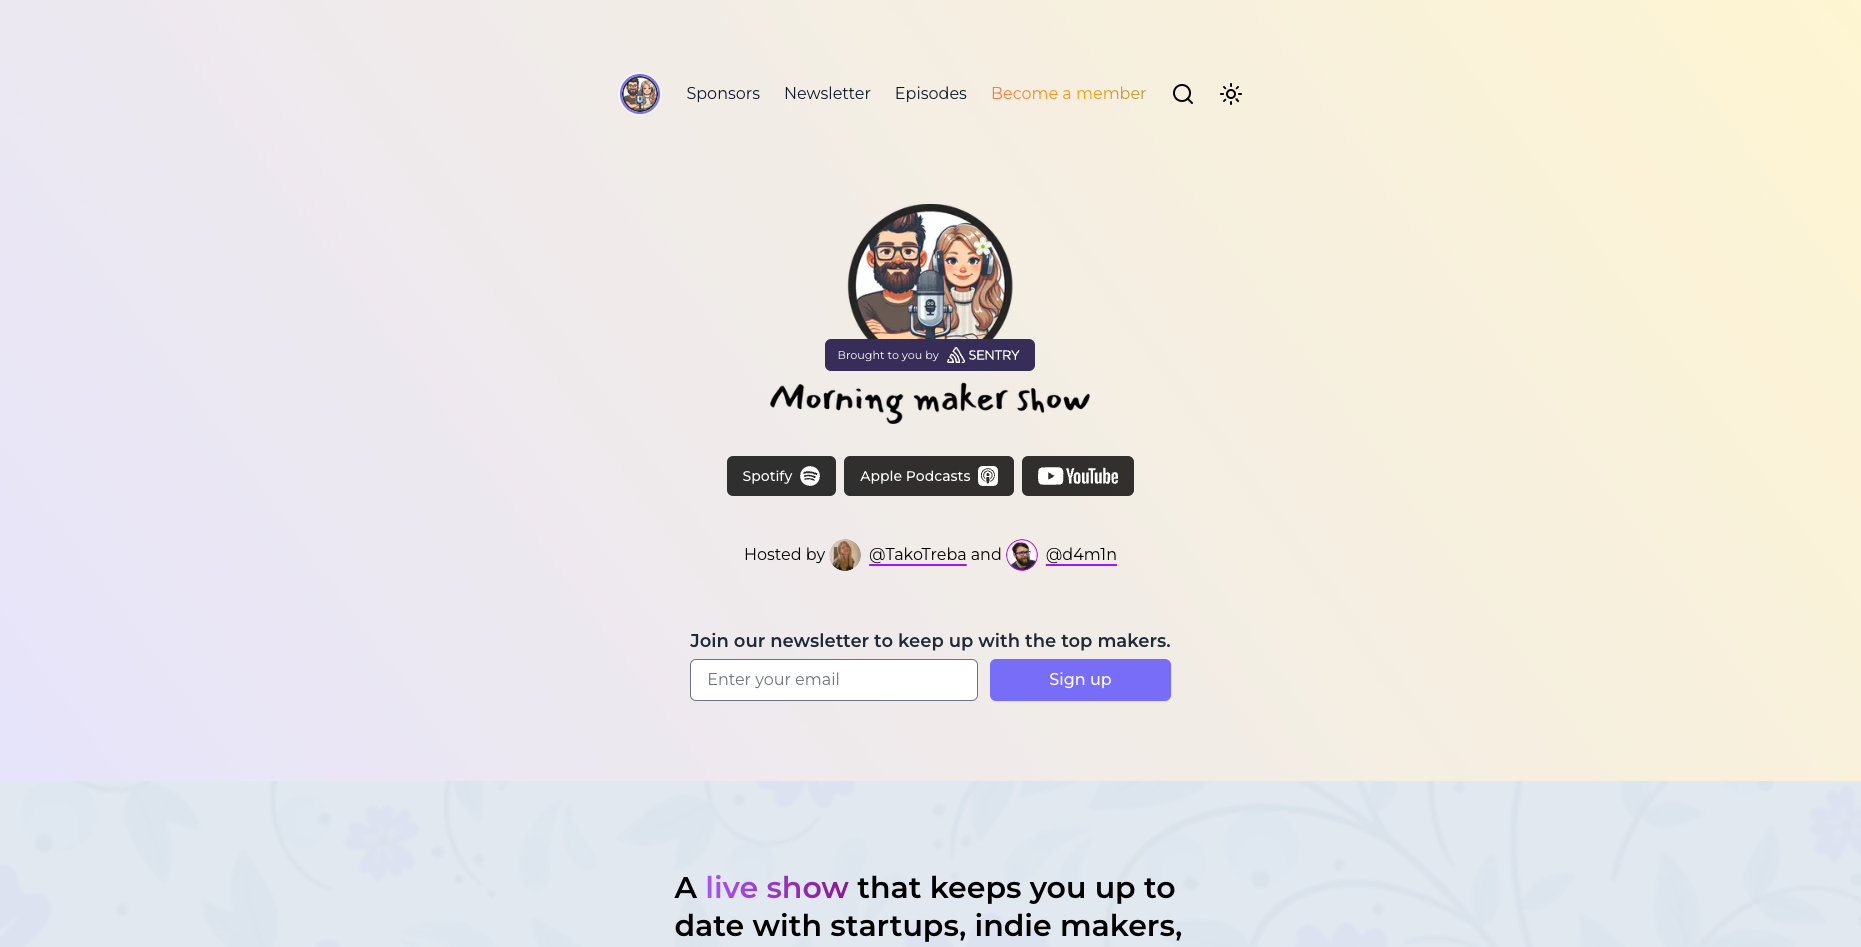 Sponsors Newsletter Episodes Become a member
Brought to you by SENTRY
Morning maker show
Spotify Apple Podcasts YouTube
Hosted by @TakoTreba and @d4m1n
Join our newsletter to keep up with the top makers.
Enter your email Sign up
A live show that keeps you up to
date with startups, indie makers,